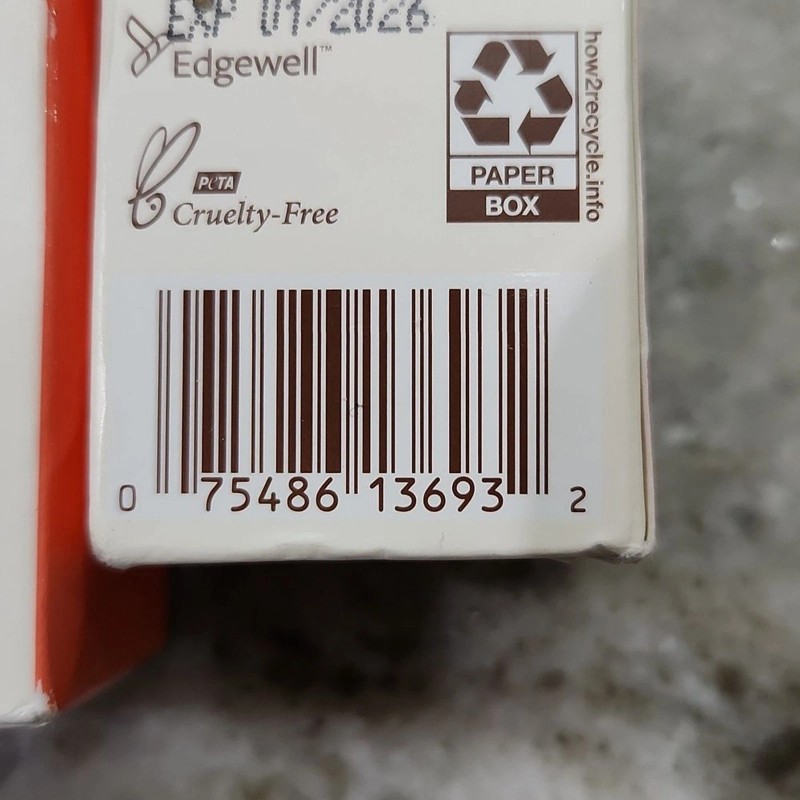 EXP 01/2026
Edgewell™
PeTA
Cruelty-Free
how2recycle.info
PAPER
BOX
0 75486 13693 2